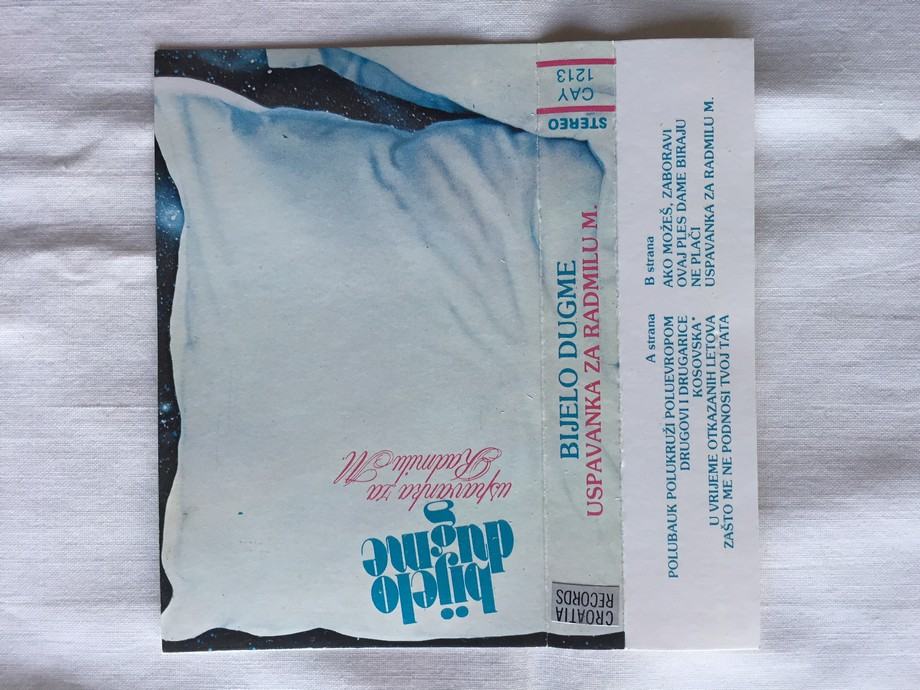 bijelo
dugme
uspavanka za
Radmilu M.
CROATIA
RECORDS
BIJELO DUGME
USPAVANKA ZA RADMILU M.
STEREO
CAY
1213
A strana
POLUBAUK POLUKRUŽI POLUEVROPOM
DRUGOVI I DRUGARICE
KOSOVSKA*
U VRIJEME OTKAZANIH LETOVA
ZAŠTO ME NE PODNOSI TVOJ TATA
B strana
AKO MOŽEŠ, ZABORAVI
OVAJ PLES DAME BIRAJU
NE PLAČI
USPAVANKA ZA RADMILU M.